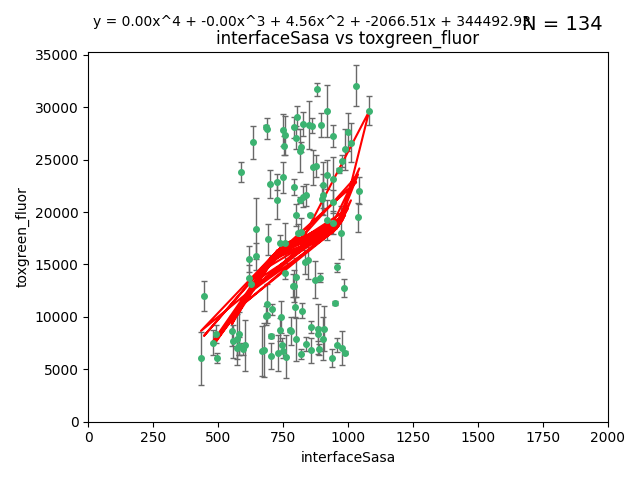 y = 0.00x^4 + -0.00x^3 + 4.56x^2 + -2066.51x + 344492.93
N = 134
interfaceSasa vs toxgreen_fluor
35000
30000
25000
20000
15000
10000
5000
0
toxgreen_fluor
0 250 500 750 1000 1250 1500 1750 2000
interfaceSasa